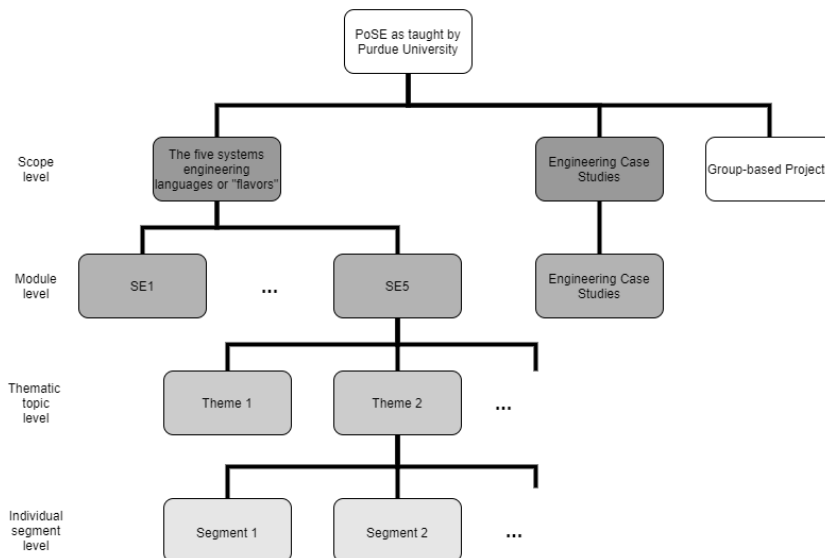 PoSE as taught by
Purdue University
Scope
level
The five systems
engineering
languages or "flavors"
Engineering Case
Studies
Group-based Project
Module
level
SE1
...
SE5
Engineering Case
Studies
Thematic
topic
level
Theme 1
Theme 2
...
Individual
segment
level
Segment 1
Segment 2
...